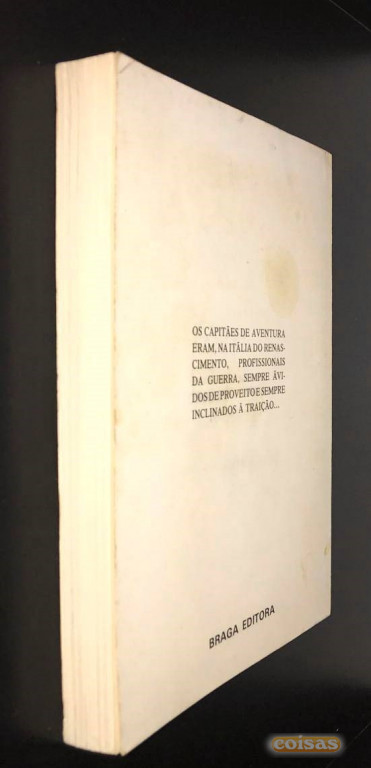 OS CAPITÃES DE AVENTURA
ERAM, NA ITÁLIA DO RENAS-
CIMENTO, PROFISSIONAIS
DA GUERRA, SEMPRE ÁVI-
DOS DE PROVEITO E SEMPRE
INCLINADOS À TRAIÇÃO...
BRAGA EDITORA
coisas